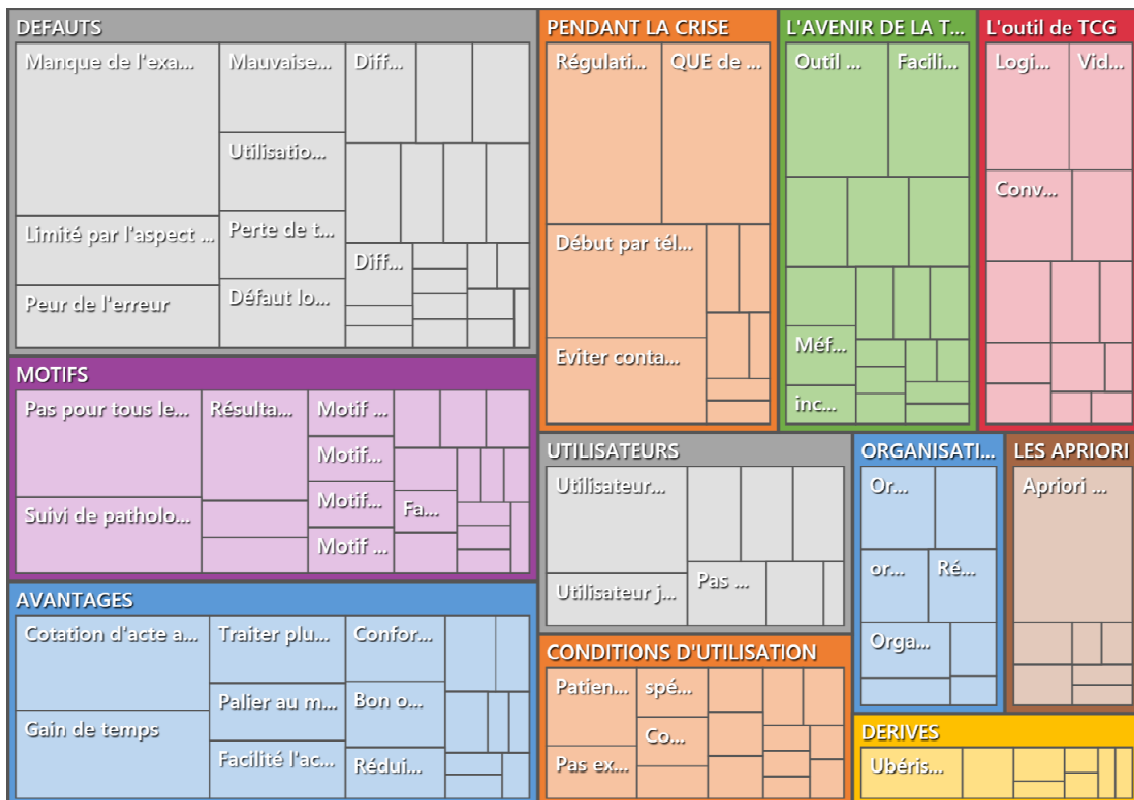 DEFAUTS
Manque de l'exa...
Mauvaise...
Diff...
Utilisatio...
Limité par l'aspect ...
Perte de t...
Diff...
Peur de l'erreur
Défaut lo...
MOTIFS
Pas pour tous le...
Résulta...
Motif ...
Motif...
Suivi de patholo...
Motif...
Fa...
Motif ...
AVANTAGES
Cotation d'acte a...
Traiter plu...
Confor...
Palier au m...
Bon o...
Gain de temps
Facilité l'ac...
Rédui...
PENDANT LA CRISE
Régulati...
QUE de ...
Début par tél...
Eviter conta...
L'AVENIR DE LA T...
Outil ...
Facili...
Méf...
inc...
L'outil de TCG
Logi...
Vid...
Conv...
UTILISATEURS
Utilisateur...
Utilisateur j...
Pas ...
CONDITIONS D'UTILISATION
Patien...
spé...
Co...
Pas ex...
ORGANISATI...
Or...
or...
Ré...
Orga...
LES APRIORI
Apriori ...
DERIVES
Ubéris...